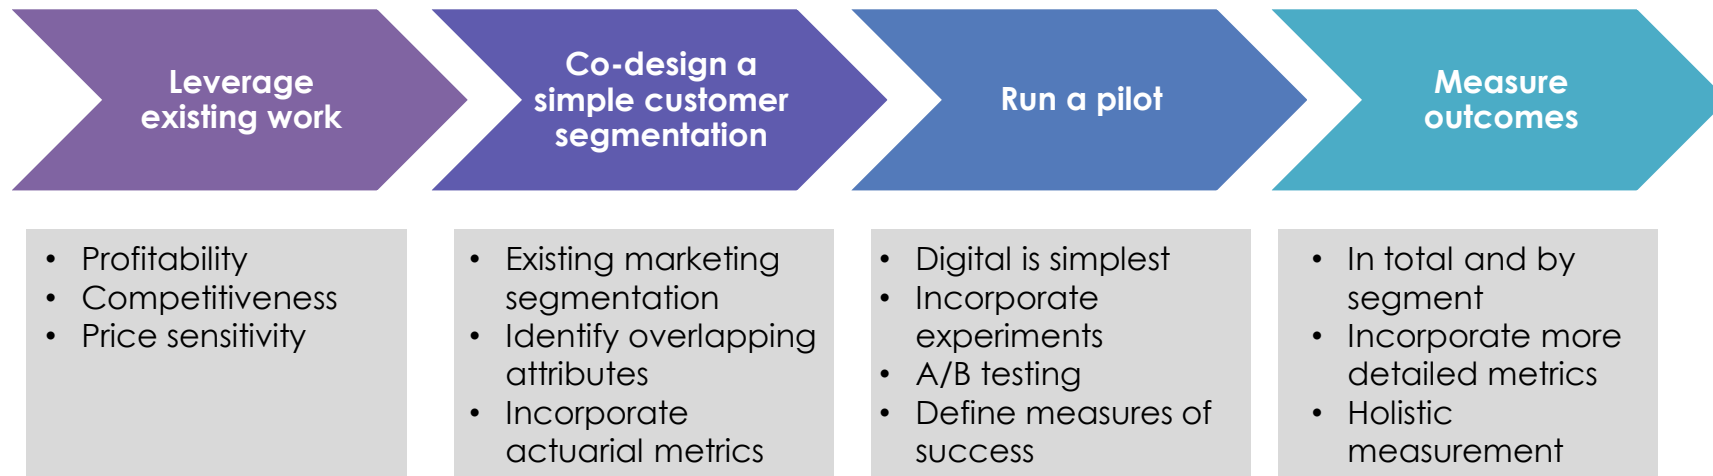 Leverage
existing work
Co-design a
simple customer
segmentation
Run a pilot
Measure
outcomes
• Profitability
• Competitiveness
• Price sensitivity
• Existing marketing
segmentation
• Identify overlapping
attributes
• Incorporate
actuarial metrics
• Digital is simplest
• Incorporate
experiments
• A/B testing
• Define measures of
success
• In total and by
segment
• Incorporate more
detailed metrics
• Holistic
measurement